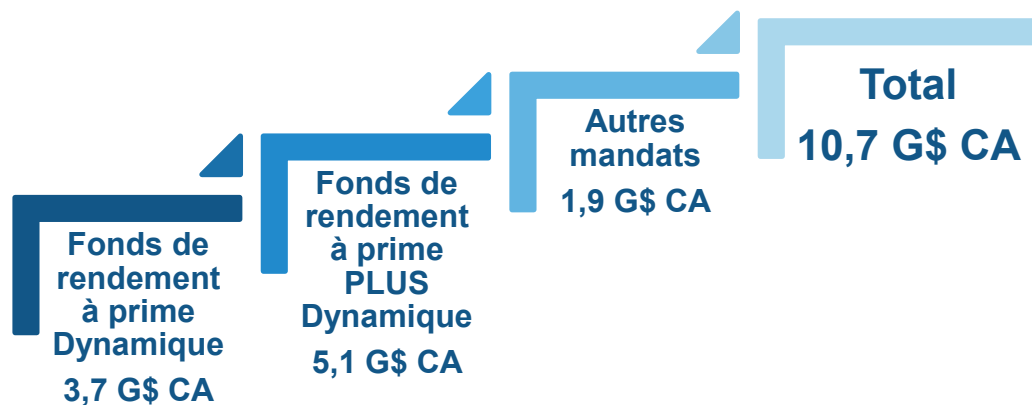 Fonds de
rendement
à prime
Dynamique
3,7 G$ CA
Fonds de
rendement
à prime
PLUS
Dynamique
5,1 G$ CA
Autres
mandats
1,9 G$ CA
Total
10,7 G$ CA